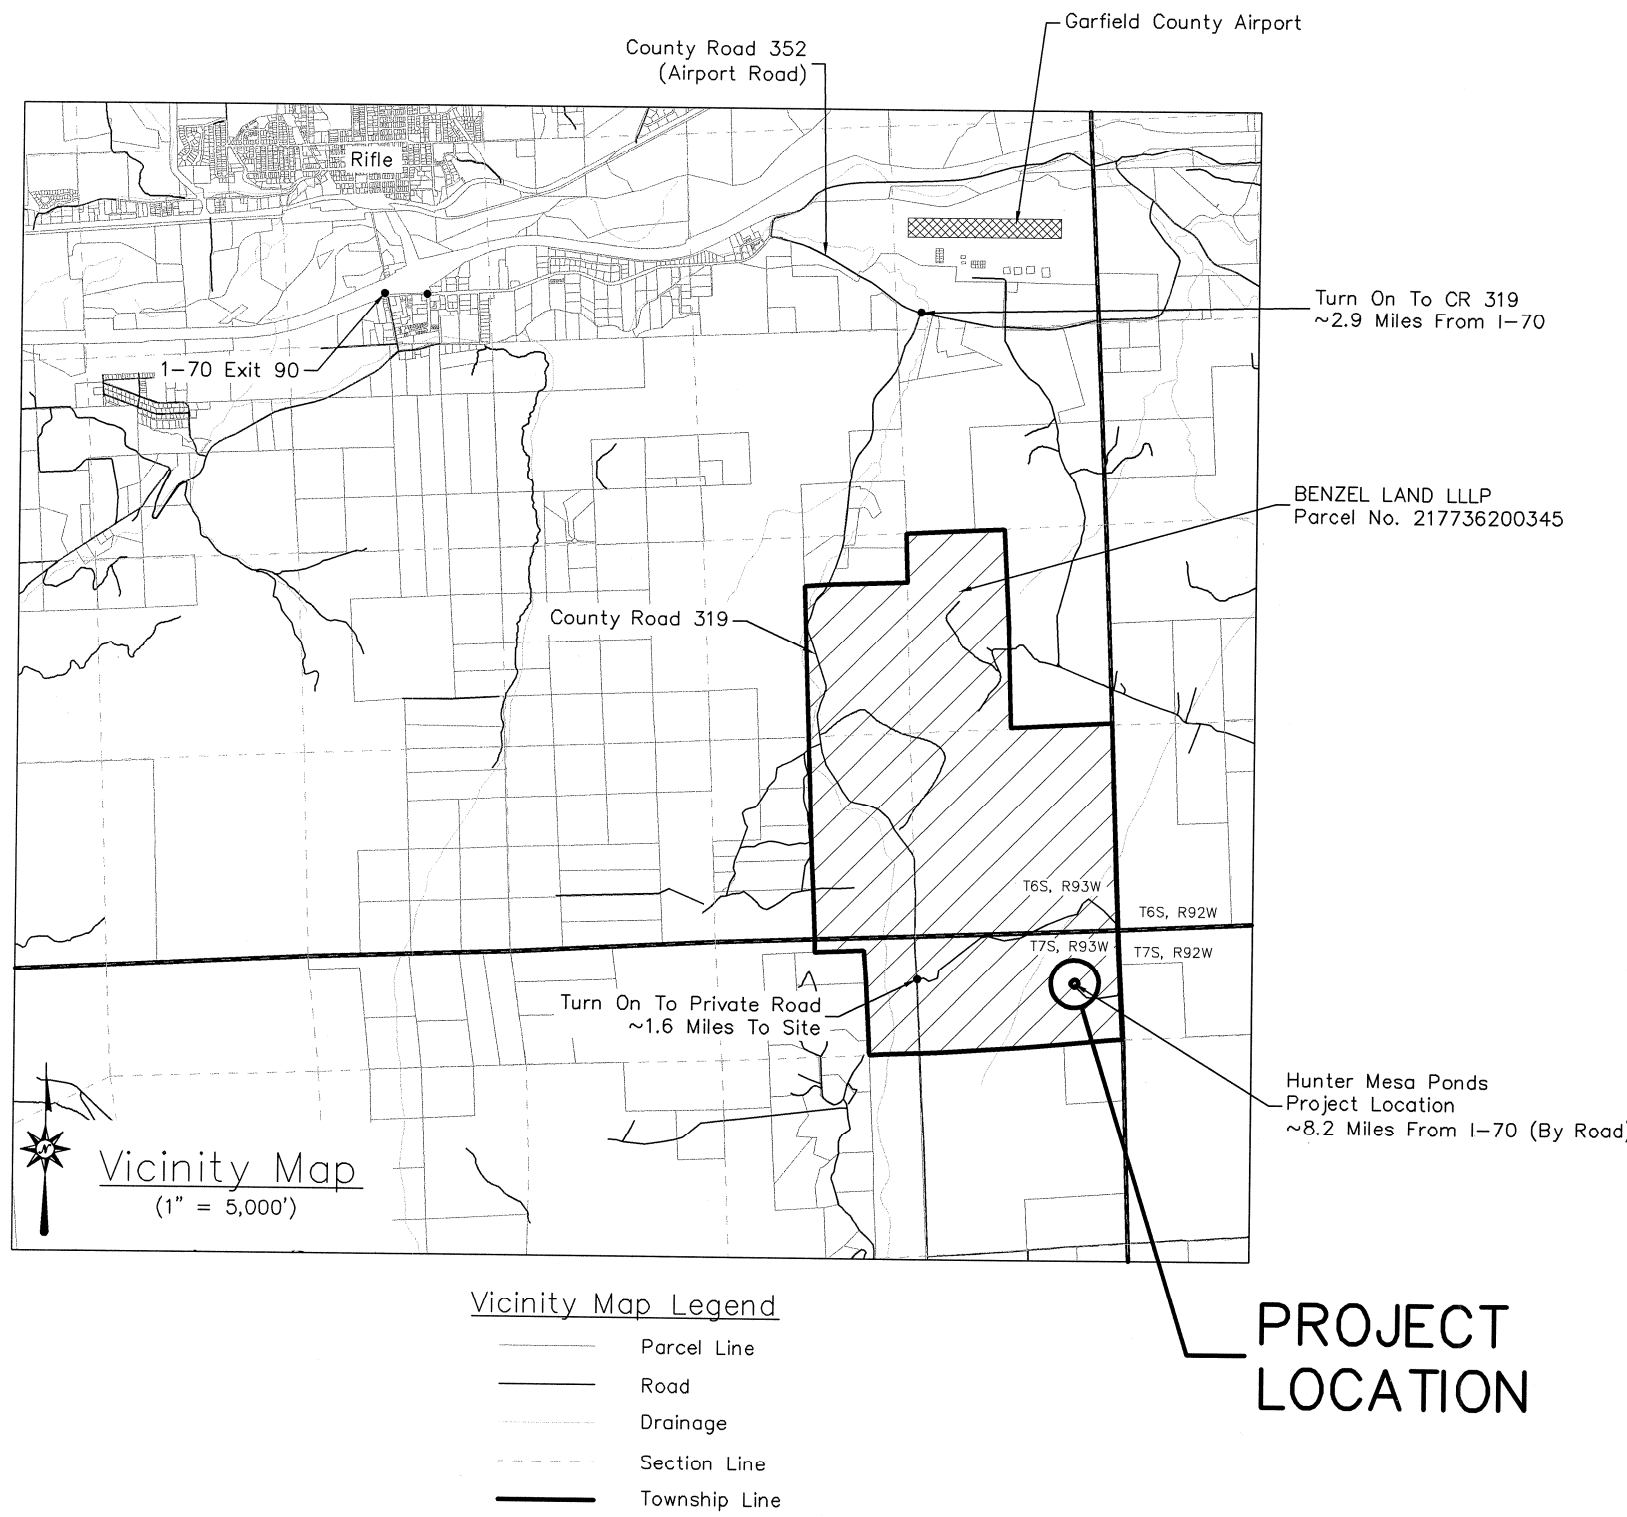 Garfield County Airport
County Road 352
(Airport Road)
Rifle
Turn On To CR 319
~2.9 Miles From I-70
1-70 Exit 90
BENZEL LAND LLLP
Parcel No. 217736200345
County Road 319
T6S, R93W
T6S, R92W
T7S, R93W
T7S, R92W
Turn On To Private Road
~1.6 Miles To Site
Hunter Mesa Ponds
Project Location
~8.2 Miles From I-70 (By Road)
N
Vicinity Map
(1" = 5,000')
PROJECT
LOCATION
Vicinity Map Legend
Parcel Line
Road
Drainage
Section Line
Township Line